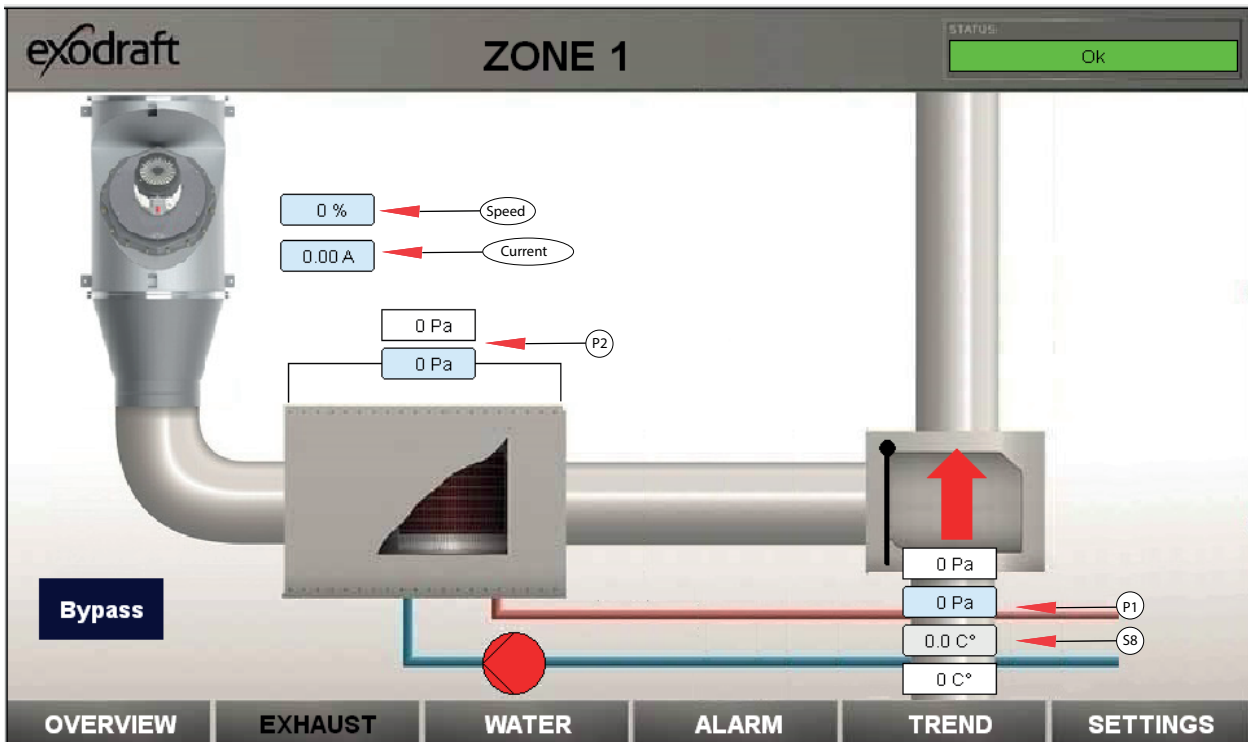 exodraft
ZONE 1
STATUS:
Ok
0 %
Speed
0.00 A
Current
0 Pa
P2
0 Pa
0 Pa
Bypass
0 Pa
P1
0.0 C°
S8
0 C°
OVERVIEW
EXHAUST
WATER
ALARM
TREND
SETTINGS